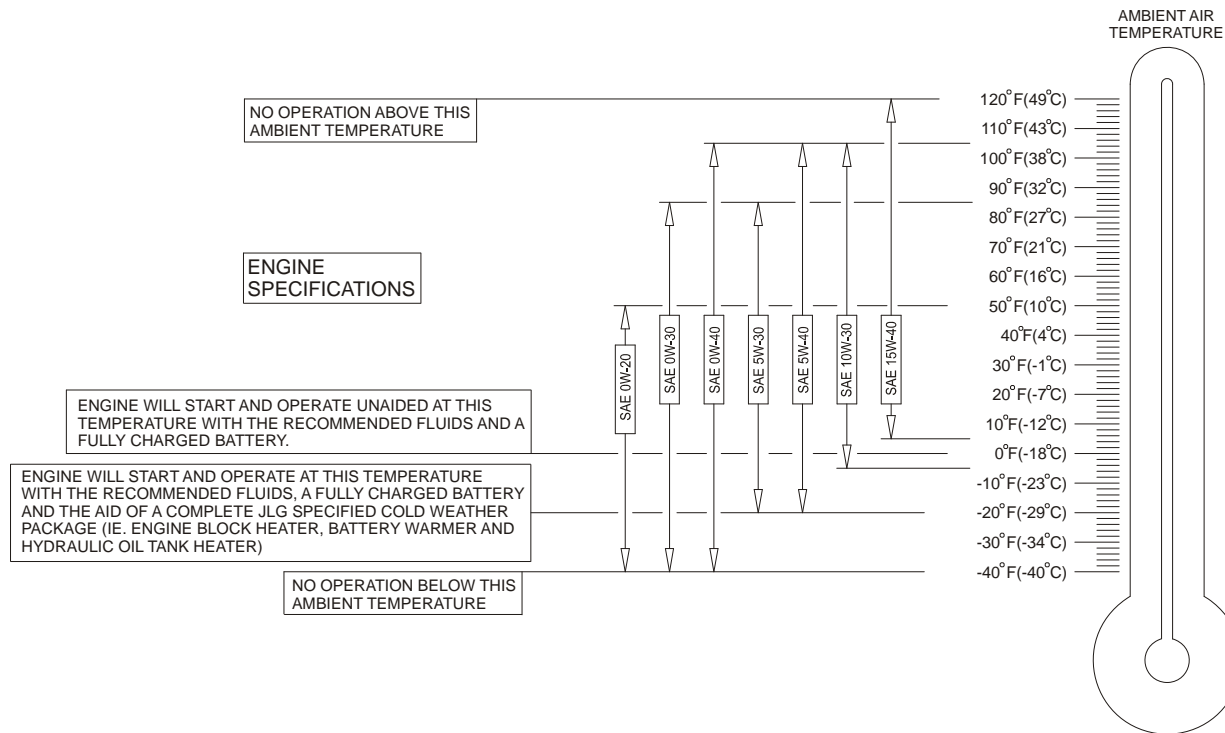 AMBIENT AIR
TEMPERATURE
NO OPERATION ABOVE THIS
AMBIENT TEMPERATURE
120°F(49°C)
110°F(43°C)
100°F(38°C)
90°F(32°C)
80°F(27°C)
70°F(21°C)
60°F(16°C)
50°F(10°C)
40°F(4°C)
30°F(-1°C)
20°F(-7°C)
10°F(-12°C)
0°F(-18°C)
-10°F(-23°C)
-20°F(-29°C)
-30°F(-34°C)
-40°F(-40°C)
ENGINE
SPECIFICATIONS
SAE 0W-20
SAE 0W-30
SAE 0W-40
SAE 5W-30
SAE 5W-40
SAE 10W-30
SAE 15W-40
ENGINE WILL START AND OPERATE UNAIDED AT THIS
TEMPERATURE WITH THE RECOMMENDED FLUIDS AND A
FULLY CHARGED BATTERY.
ENGINE WILL START AND OPERATE AT THIS TEMPERATURE
WITH THE RECOMMENDED FLUIDS, A FULLY CHARGED BATTERY
AND THE AID OF A COMPLETE JLG SPECIFIED COLD WEATHER
PACKAGE (IE. ENGINE BLOCK HEATER, BATTERY WARMER AND
HYDRAULIC OIL TANK HEATER)
NO OPERATION BELOW THIS
AMBIENT TEMPERATURE